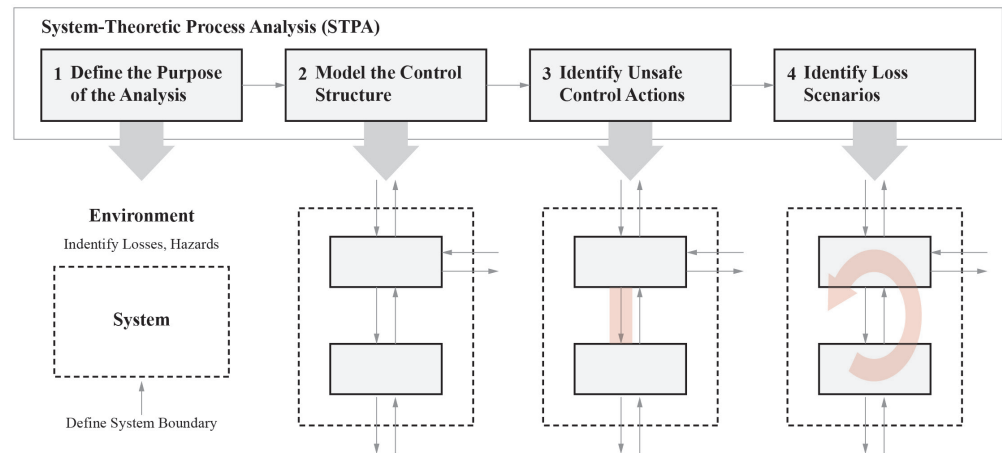 System-Theoretic Process Analysis (STPA)
1 Define the Purpose
of the Analysis
2 Model the Control
Structure
3 Identify Unsafe
Control Actions
4 Identify Loss
Scenarios
Environment
Indentify Losses, Hazards
System
Define System Boundary